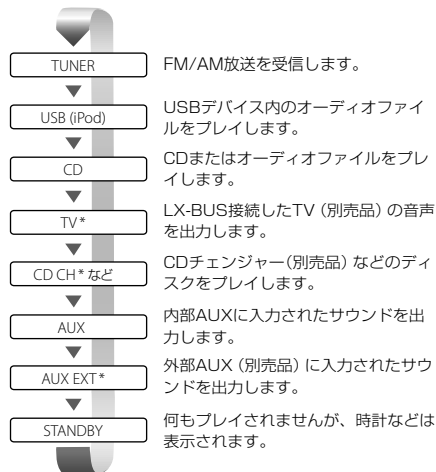 TUNER
FM/AM放送を受信します。
USB (iPod)
USBデバイス内のオーディオファイ
ルをプレイします。
CD
CDまたはオーディオファイルをプレ
イします。
TV*
LX-BUS接続したTV（別売品）の音声
を出力します。
CD CH*など
CDチェンジャー（別売品）などのディ
スクをプレイします。
AUX
内部AUXに入力されたサウンドを出
力します。
AUX EXT*
外部AUX（別売品）に入力されたサウ
ンドを出力します。
STANDBY
何もプレイされませんが、時計などは
表示されます。